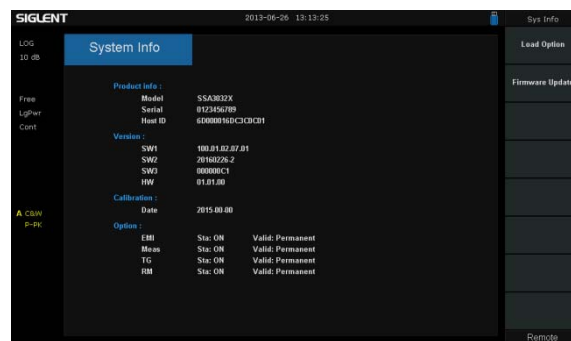 SIGLENT 2013-06-26 13:13:25 Sys Info
LOG
10 dB
System Info
Load Option
Firmware Update
Free
LgPwr
Cont
A C&W
P-PK
Product info :
Model SSA3032X
Serial 0123456789
Host ID
Version :
SW1 100.01.02.07.01
SW2 20160226-2
SW3 000000C1
HW 01.01.00
Calibration :
Date 2015-00-00
Option :
EMI Sta: ON Valid: Permanent
Meas Sta: ON Valid: Permanent
TG Sta: ON Valid: Permanent
RM Sta: ON Valid: Permanent
Remote